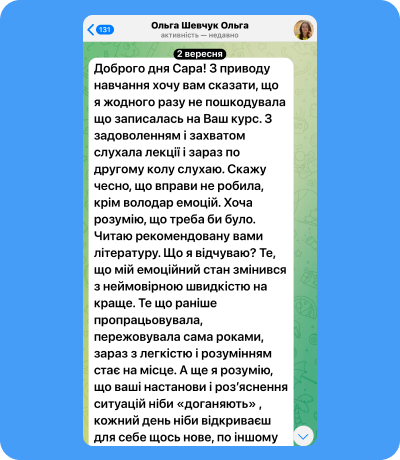 131
Ольга Шевчук Ольга
активність — недавно
2 вересня
Доброго дня Сара! З приводу
навчання хочу вам сказати, що
я жодного разу не пошкодувала
що записалась на Ваш курс. З
задоволенням і захватом
слухала лекції і зараз по
другому колу слухаю. Скажу
чесно, що вправи не робила,
крім володар емоцій. Хоча
розумію, що треба би було.
Читаю рекомендовану вами
літературу. Що я відчуваю? Те,
що мій емоційний стан змінився
з неймовірною швидкістю на
краще. Те що раніше
пропрацьовувала,
пережовувала сама роками,
зараз з легкістю і розумінням
стає на місце. А ще я розумію,
що ваші настанови і роз’яснення
ситуацій ніби «доганяють» ,
кожний день ніби відкриваєш
для себе щось нове, по іншому